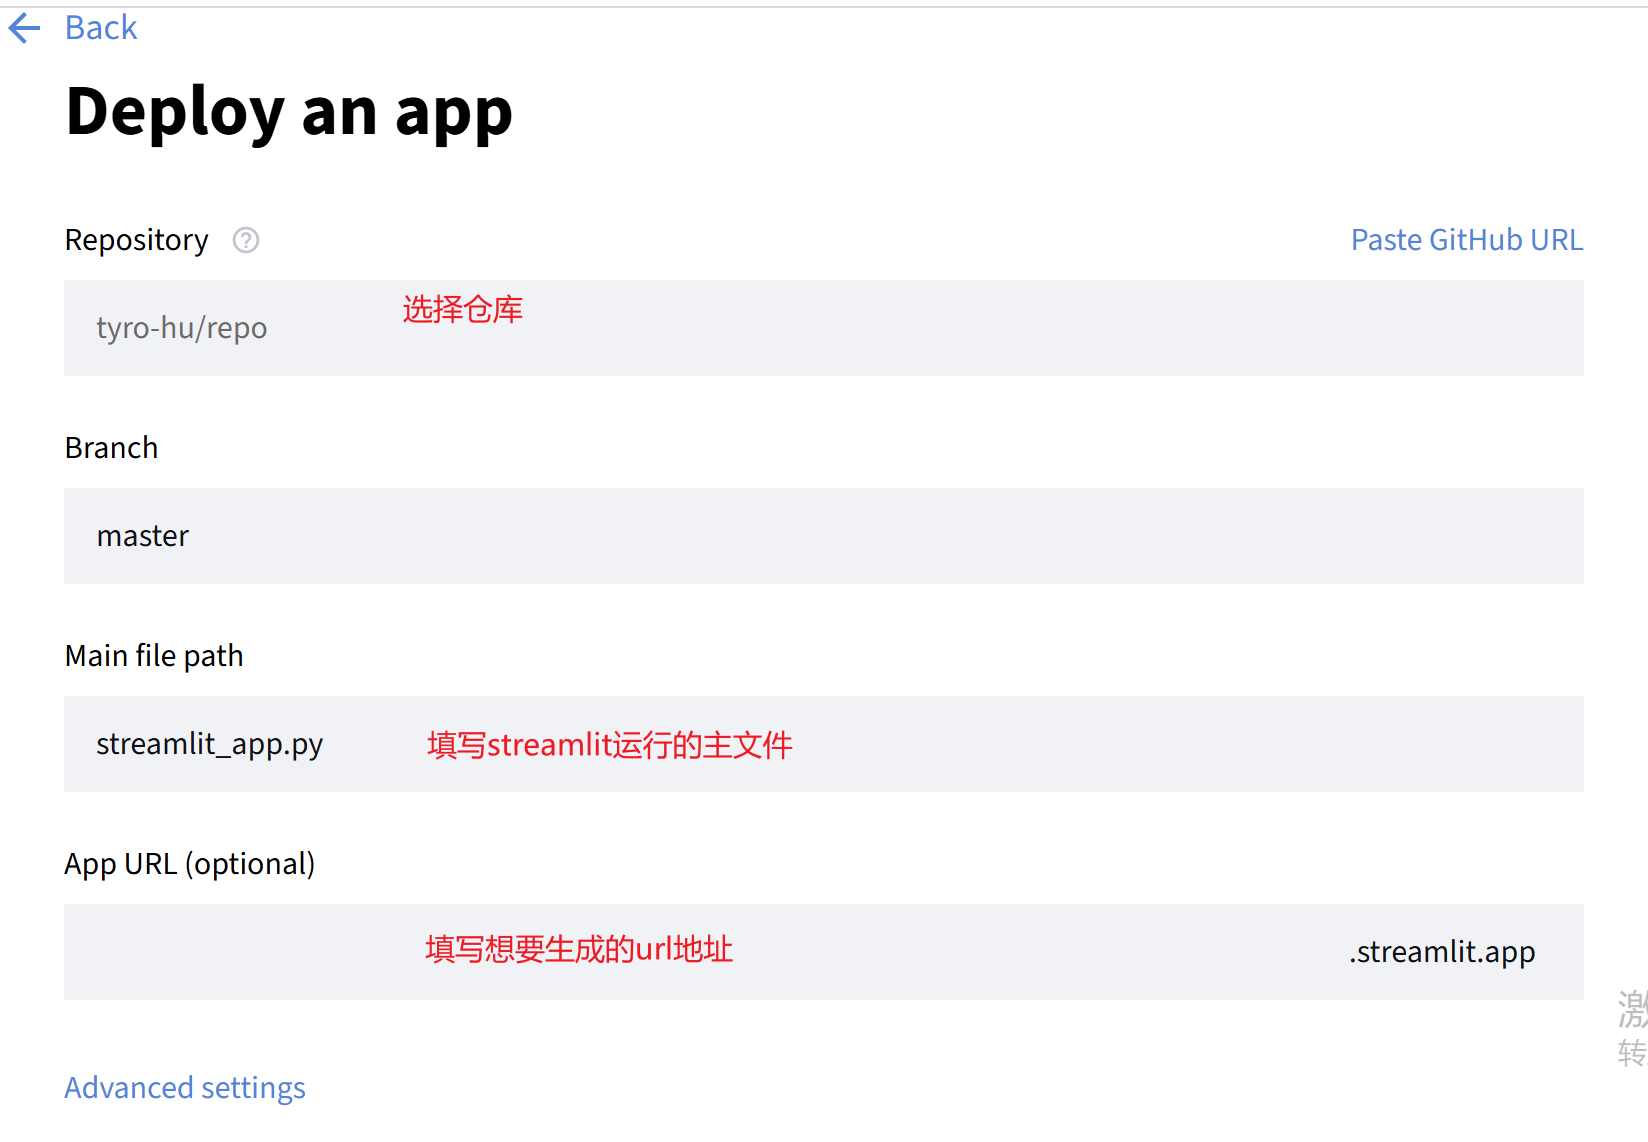 Back
Deploy an app
Repository
Paste GitHub URL
tyro-hu/repo 选择仓库
Branch
master
Main file path
streamlit_app.py 填写streamlit运行的主文件
App URL (optional)
填写想要生成的url地址 .streamlit.app
激
转
Advanced settings